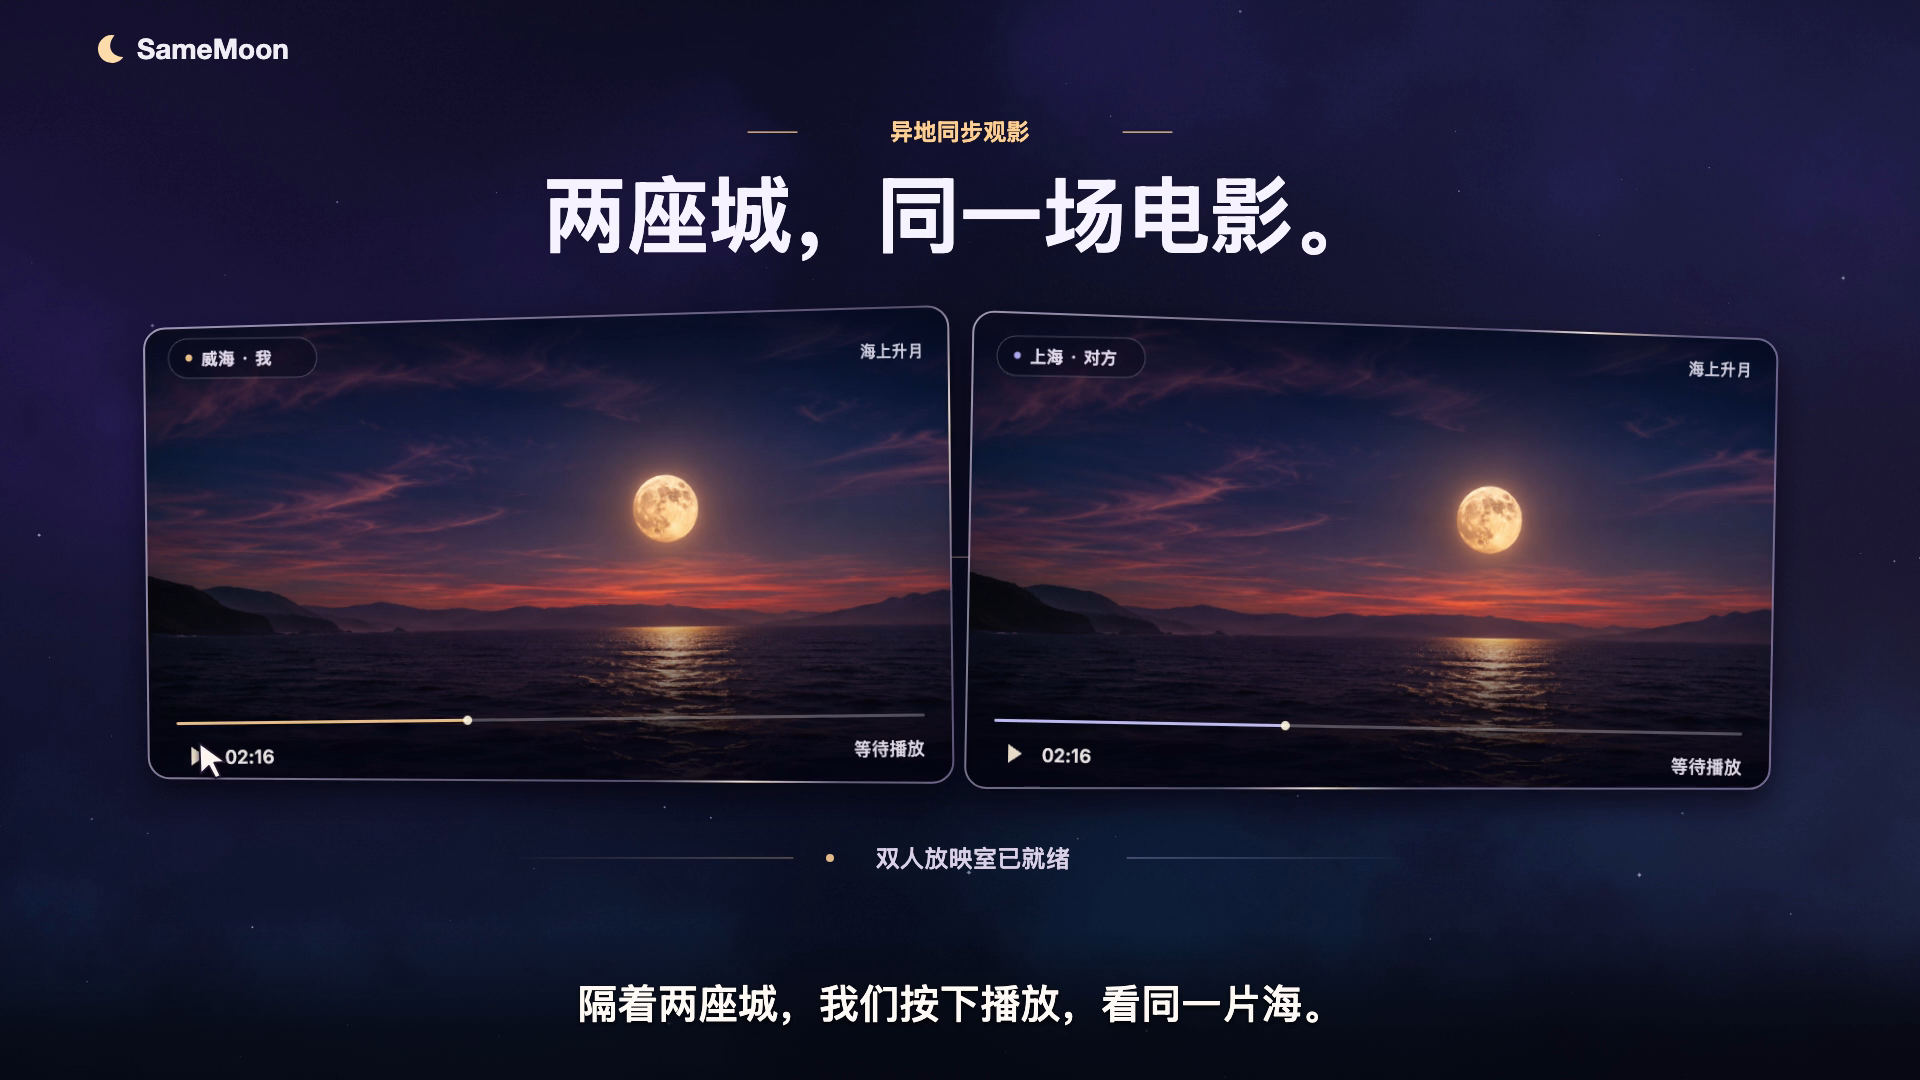 SameMoon
异地同步观影
两座城，同一场电影。
威海 · 我
海上升月
02:16
等待播放
上海 · 对方
海上升月
02:16
等待播放
双人放映室已就绪
隔着两座城，我们按下播放，看同一片海。